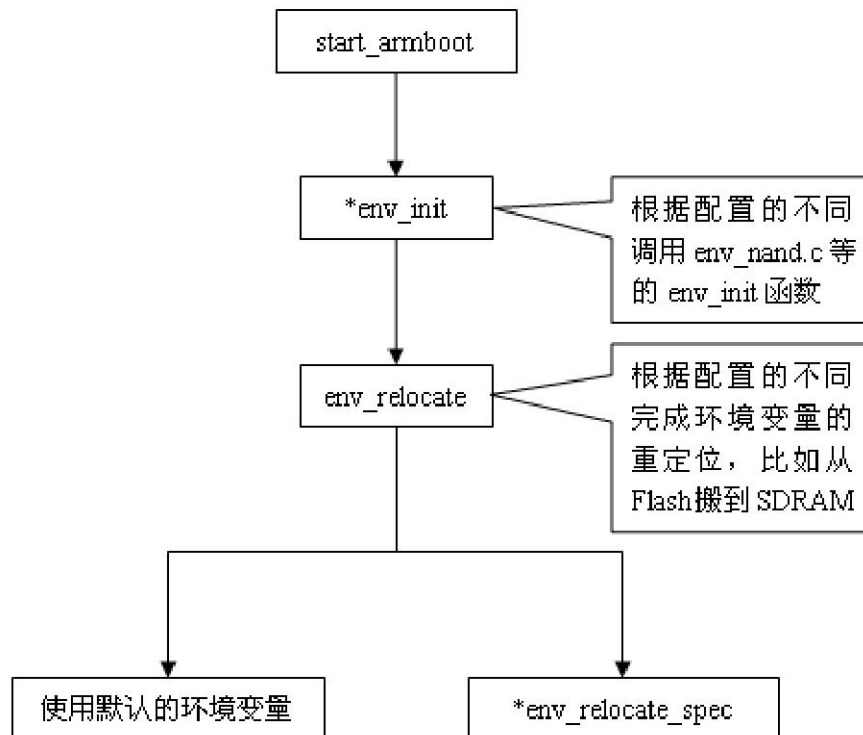 start_armboot
*env_init
根据配置的不同
调用 env_nand.c 等
的 env_init 函数
env_relocate
根据配置的不同
完成环境变量的
重定位，比如从
Flash搬到 SDRAM
使用默认的环境变量
*env_relocate_spec